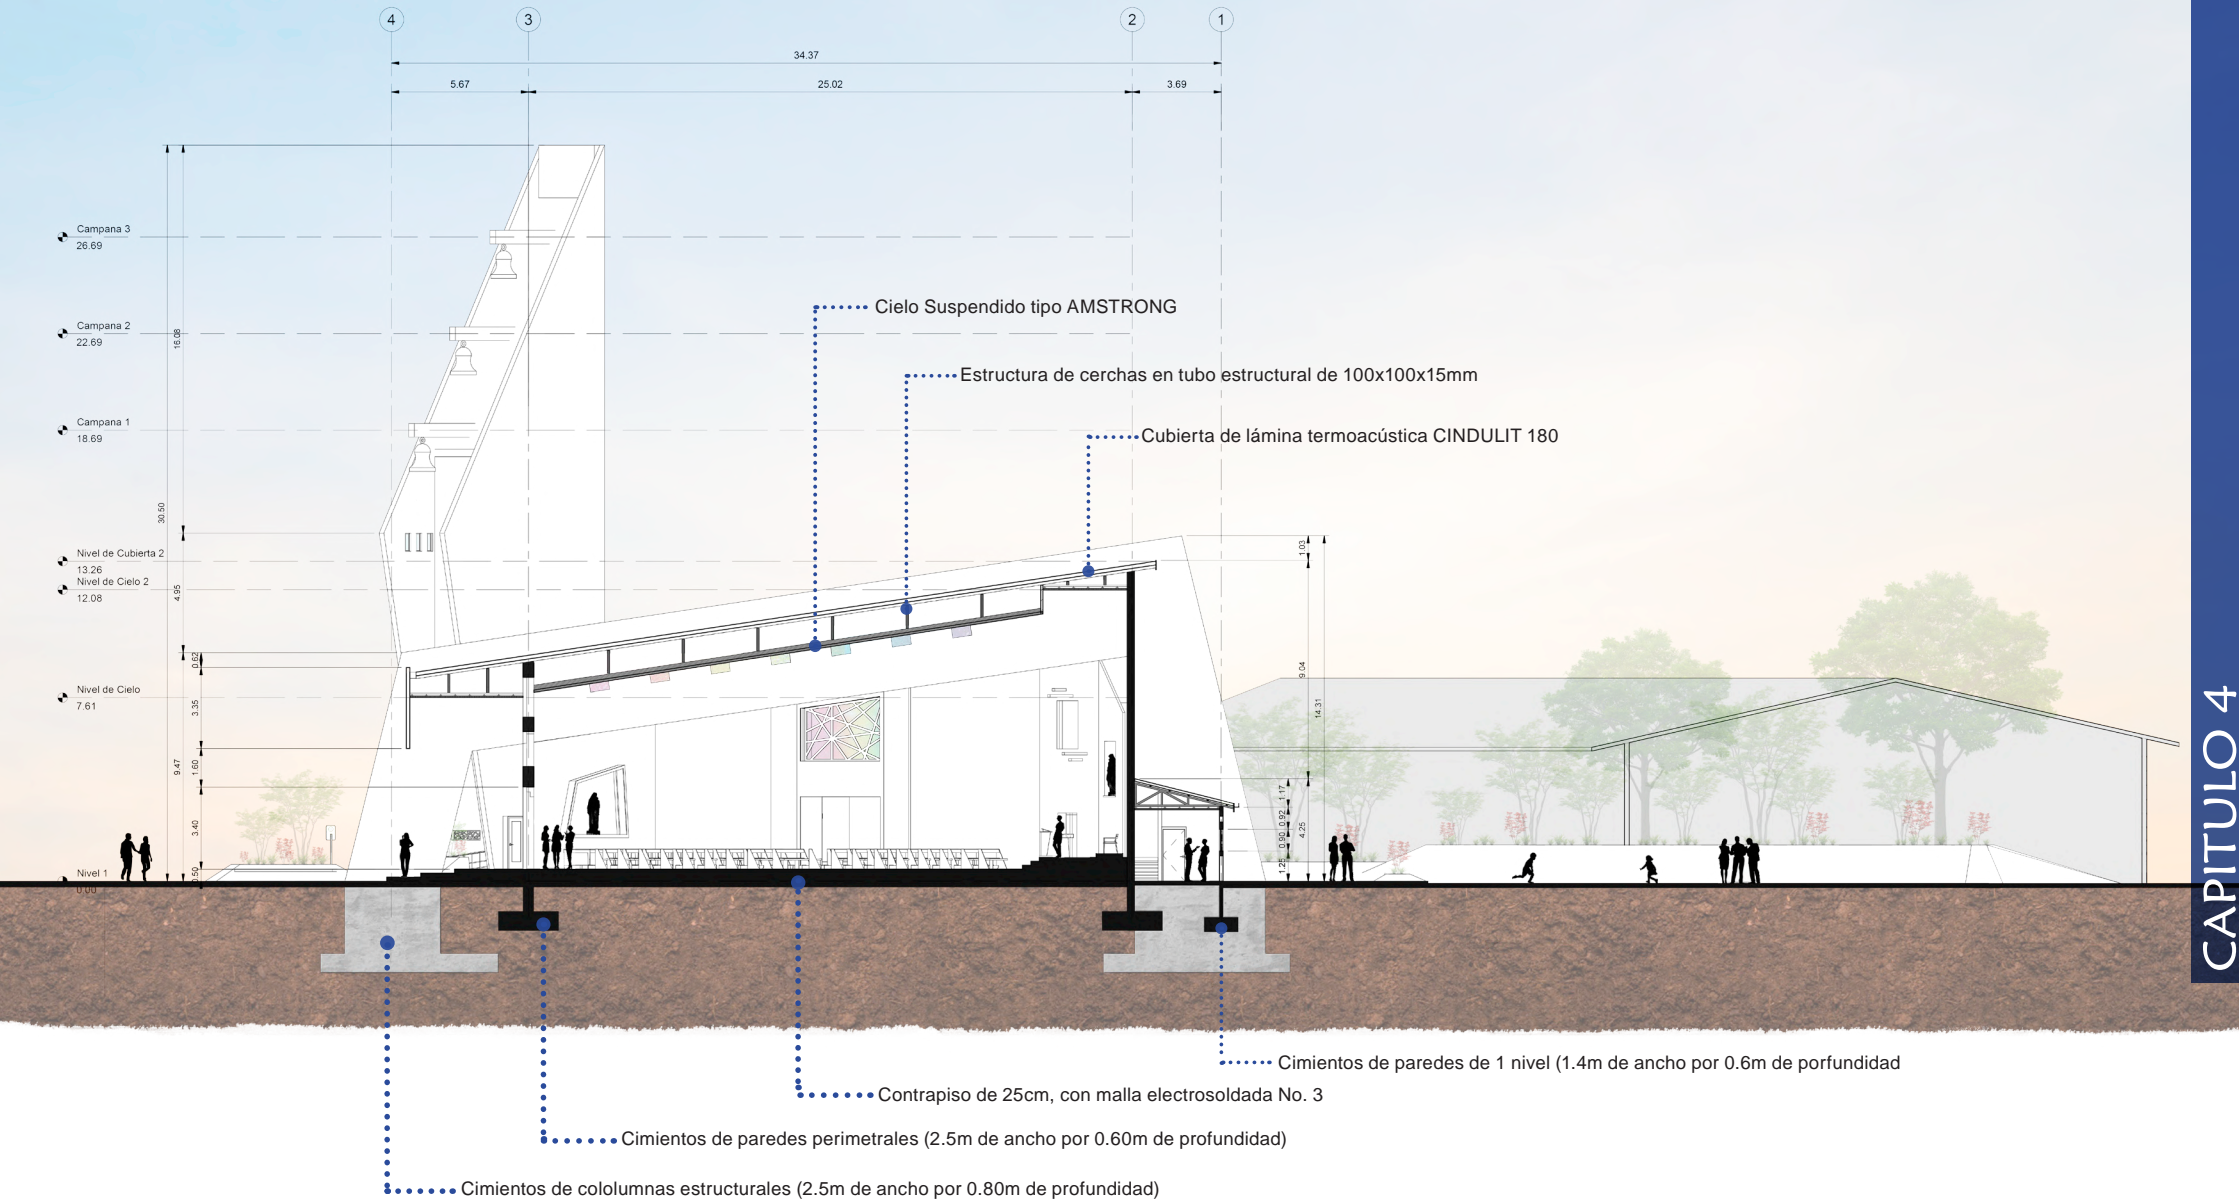 4
3
2
1
34.37
5.67
25.02
3.69
Campana 3
26.69
Campana 2
22.69
Campana 1
18.69
Nivel de Cubierta 2
13.26
Nivel de Cielo 2
12.08
Nivel de Cielo
7.61
Nivel 1
0.00
30.50
16.08
4.95
9.47
0.62
3.35
1.60
3.40
0.50
Cielo Suspendido tipo AMSTRONG
Estructura de cerchas en tubo estructural de 100x100x15mm
Cubierta de lámina termoacústica CINDULIT 180
1.03
9.04
14.31
4.25
1.17
0.92
0.90
1.25
Cimientos de paredes de 1 nivel (1.4m de ancho por 0.6m de porfundidad
Contrapiso de 25cm, con malla electrosoldada No. 3
Cimientos de paredes perimetrales (2.5m de ancho por 0.60m de profundidad)
Cimientos de cololumnas estructurales (2.5m de ancho por 0.80m de profundidad)
CAPITULO 4